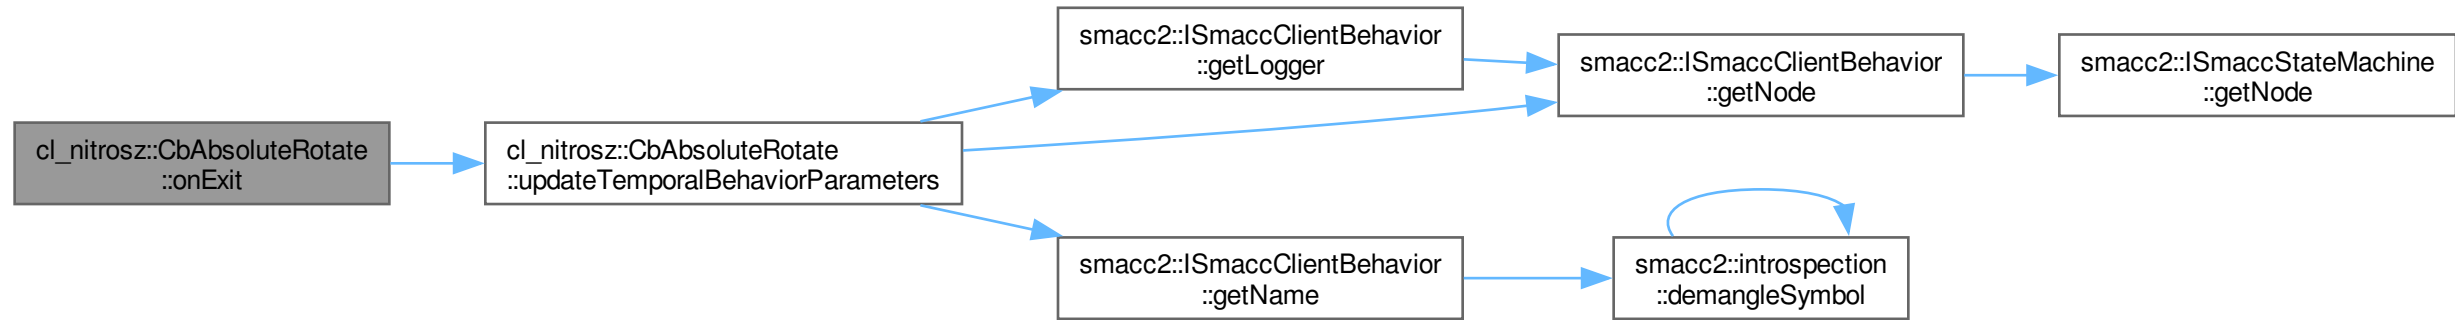 cl_nitrosz::CbAbsoluteRotate
::onExit
cl_nitrosz::CbAbsoluteRotate
::updateTemporalBehaviorParameters
smacc2::ISmaccClientBehavior
::getLogger
smacc2::ISmaccClientBehavior
::getNode
smacc2::ISmaccStateMachine
::getNode
smacc2::ISmaccClientBehavior
::getName
smacc2::introspection
::demangleSymbol